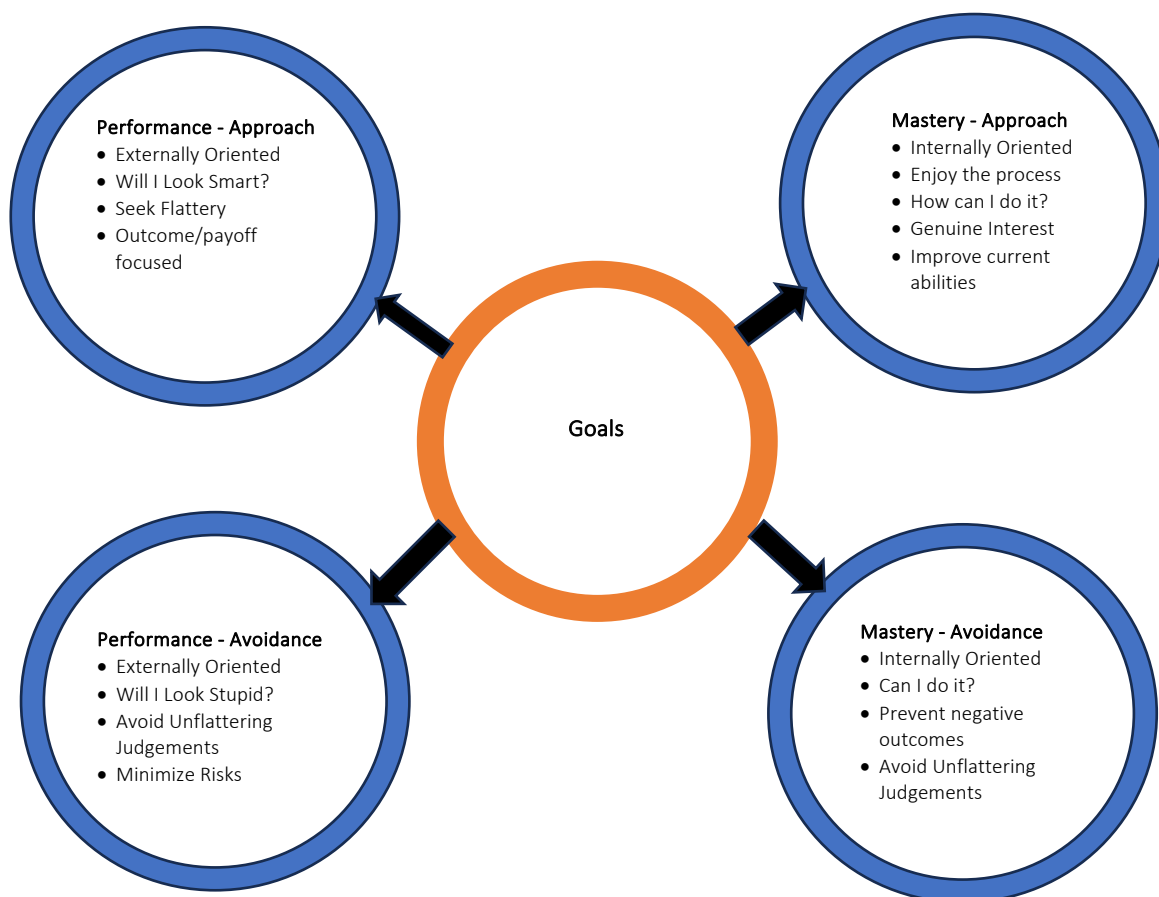 Performance - Approach
• Externally Oriented
• Will I Look Smart?
• Seek Flattery
• Outcome/payoff
focused
Mastery - Approach
• Internally Oriented
• Enjoy the process
• How can I do it?
• Genuine Interest
• Improve current
abilities
Goals
Performance - Avoidance
• Externally Oriented
• Will I Look Stupid?
• Avoid Unflattering
Judgements
• Minimize Risks
Mastery - Avoidance
• Internally Oriented
• Can I do it?
• Prevent negative
outcomes
• Avoid Unflattering
Judgements